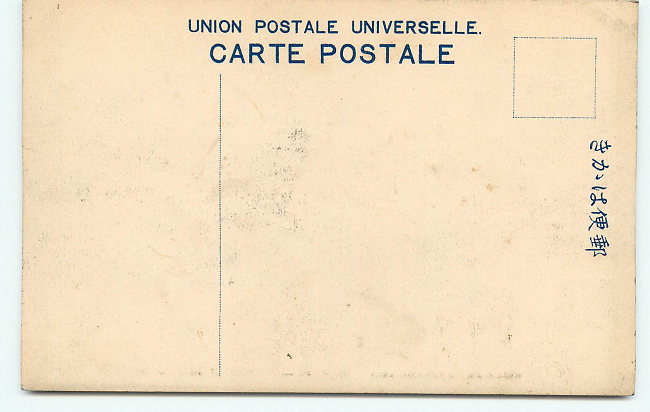 UNION POSTALE UNIVERSELLE.
CARTE POSTALE
きかは便郵